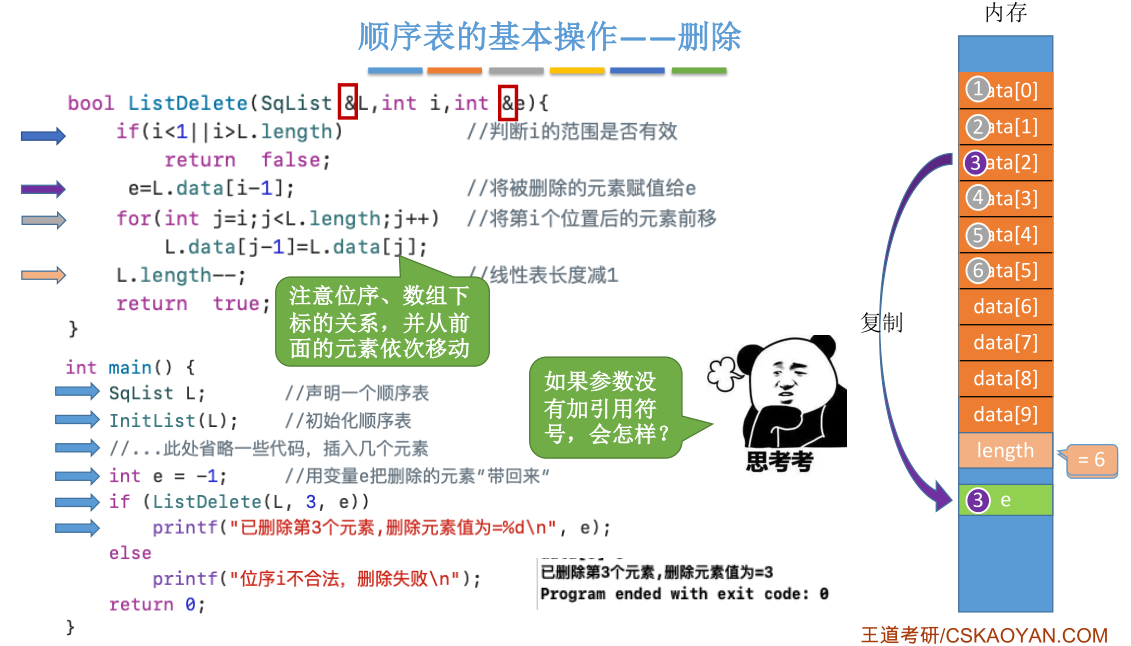 顺序表的基本操作——删除
bool ListDelete(SqList &L,int i,int &e){
if(i<1||i>L.length) //判断i的范围是否有效
return false;
e=L.data[i-1]; //将被删除的元素赋值给e
for(int j=i;j<L.length;j++) //将第i个位置后的元素前移
L.data[j-1]=L.data[j];
L.length--; //线性表长度减1
return true;
}
注意位序、数组下
标的关系，并从前
面的元素依次移动
int main() {
SqList L; //声明一个顺序表
InitList(L); //初始化顺序表
//...此处省略一些代码，插入几个元素
int e = -1; //用变量e把删除的元素"带回来"
if (ListDelete(L, 3, e))
printf("已删除第3个元素,删除元素值为=%d\n", e);
else
printf("位序i不合法，删除失败\n");
return 0;
}
如果参数没
有加引用符
号，会怎样？
思考考
已删除第3个元素,删除元素值为=3
Program ended with exit code: 0
内存
1 ata[0]
2 ata[1]
3 ata[2]
4 ata[3]
5 ata[4]
6 ata[5]
data[6]
data[7]
data[8]
data[9]
length
= 6
复制
3 e
王道考研/CSKAOYAN.COM